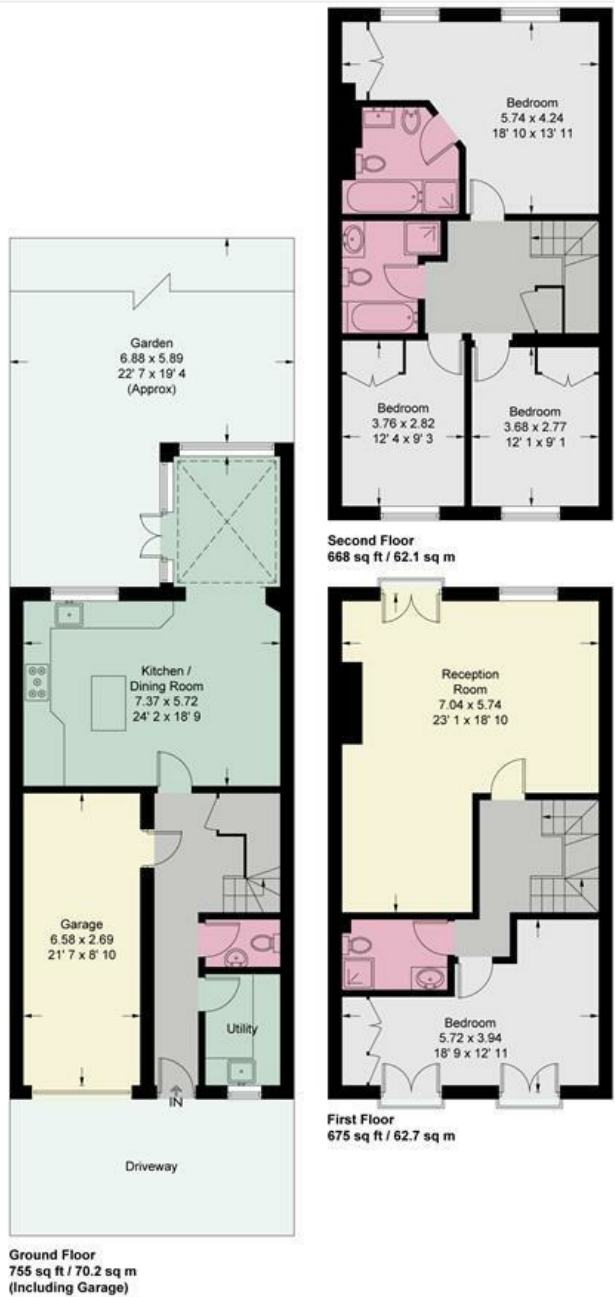 Bedroom
5.74 x 4.24
18' 10 x 13' 11
Bedroom
3.76 x 2.82
12' 4 x 9' 3
Bedroom
3.68 x 2.77
12' 1 x 9' 1
Second Floor
668 sq ft / 62.1 sq m
Garden
6.88 x 5.89
22' 7 x 19' 4
(Approx)
Kitchen /
Dining Room
7.37 x 5.72
24' 2 x 18' 9
Garage
6.58 x 2.69
21' 7 x 8' 10
Utility
IN
Driveway
Ground Floor
755 sq ft / 70.2 sq m
(Including Garage)
Reception
Room
7.04 x 5.74
23' 1 x 18' 10
Bedroom
5.72 x 3.94
18' 9 x 12' 11
First Floor
675 sq ft / 62.7 sq m